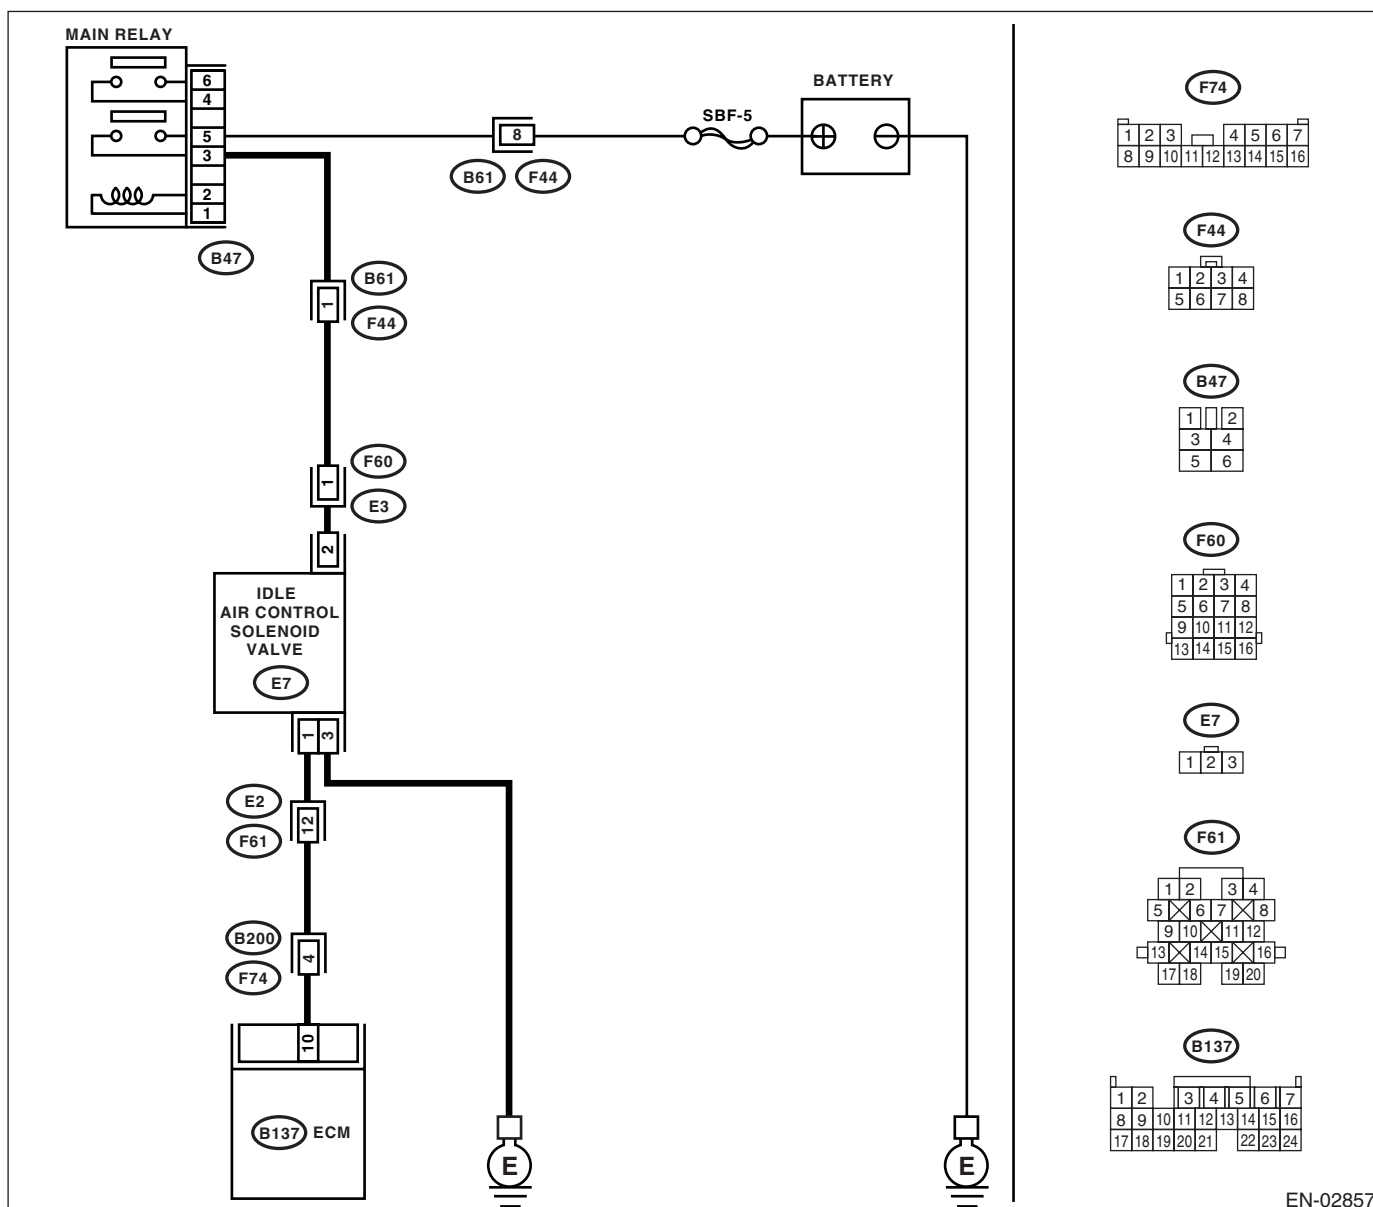 MAIN RELAY
6
4
5
3
2
1
B47
8
B61 F44
SBF-5
BATTERY
1
B61
F44
1
F60
E3
2
IDLE
AIR CONTROL
SOLENOID
VALVE
E7
1 3
E2
12
F61
B200
4
F74
10
B137 ECM
E
E
F74
1 2 3 4 5 6 7
8 9 10 11 12 13 14 15 16
F44
1 2 3 4
5 6 7 8
B47
1 2
3 4
5 6
F60
1 2 3 4
5 6 7 8
9 10 11 12
13 14 15 16
E7
1 2 3
F61
1 2 3 4
5 6 7 8
9 10 11 12
13 14 15 16
17 18 19 20
B137
1 2 3 4 5 6 7
8 9 10 11 12 13 14 15 16
17 18 19 20 21 22 23 24
EN-02857